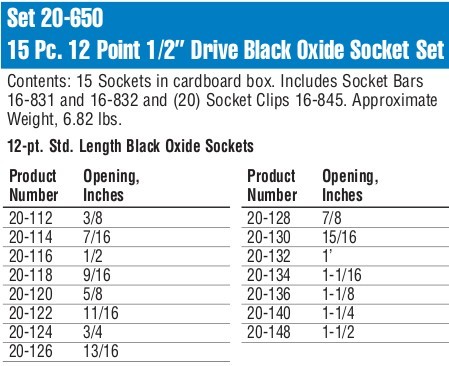 Set 20-650
15 Pc. 12 Point 1/2" Drive Black Oxide Socket Set
Contents: 15 Sockets in cardboard box. Includes Socket Bars
16-831 and 16-832 and (20) Socket Clips 16-845. Approximate
Weight, 6.82 lbs.
12-pt. Std. Length Black Oxide Sockets
Product Opening,
Number Inches
20-112 3/8
20-114 7/16
20-116 1/2
20-118 9/16
20-120 5/8
20-122 11/16
20-124 3/4
20-126 13/16
Product Opening,
Number Inches
20-128 7/8
20-130 15/16
20-132 1'
20-134 1-1/16
20-136 1-1/8
20-140 1-1/4
20-148 1-1/2